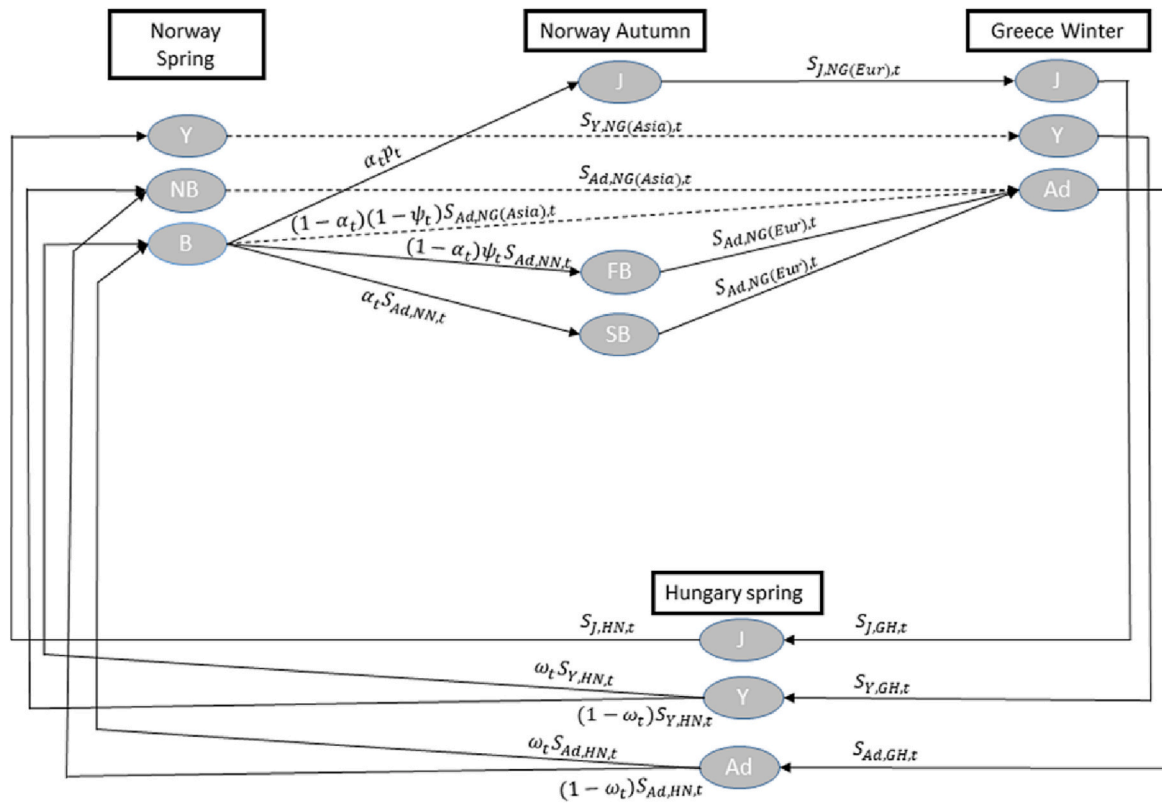 Norway
Spring
Norway Autumn
Greece Winter
J
S_{J,NG(Eur),t}
J
Y
S_{Y,NG(Asia),t}
Y
α_t p_t
NB
S_{Ad,NG(Asia),t}
Ad
(1 − α_t)(1 − ψ_t)S_{Ad,NG(Asia),t}
B
(1 − α_t)ψ_t S_{Ad,NN,t}
FB
S_{Ad,NG(Eur),t}
S_{Ad,NG(Eur),t}
α_t S_{Ad,NN,t}
SB
Hungary spring
S_{J,HN,t}
J
S_{J,GH,t}
ω_t S_{Y,HN,t}
Y
S_{Y,GH,t}
(1 − ω_t)S_{Y,HN,t}
ω_t S_{Ad,HN,t}
Ad
S_{Ad,GH,t}
(1 − ω_t)S_{Ad,HN,t}